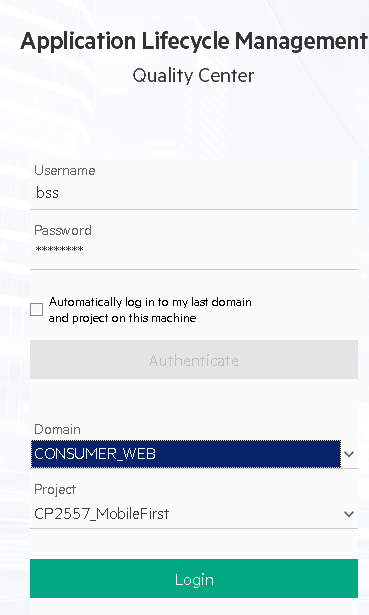 Application Lifecycle Management
Quality Center
Username
bss
Password
********
Automatically log in to my last domain
and project on this machine
Authenticate
Domain
CONSUMER_WEB
Project
CP2557_MobileFirst
Login